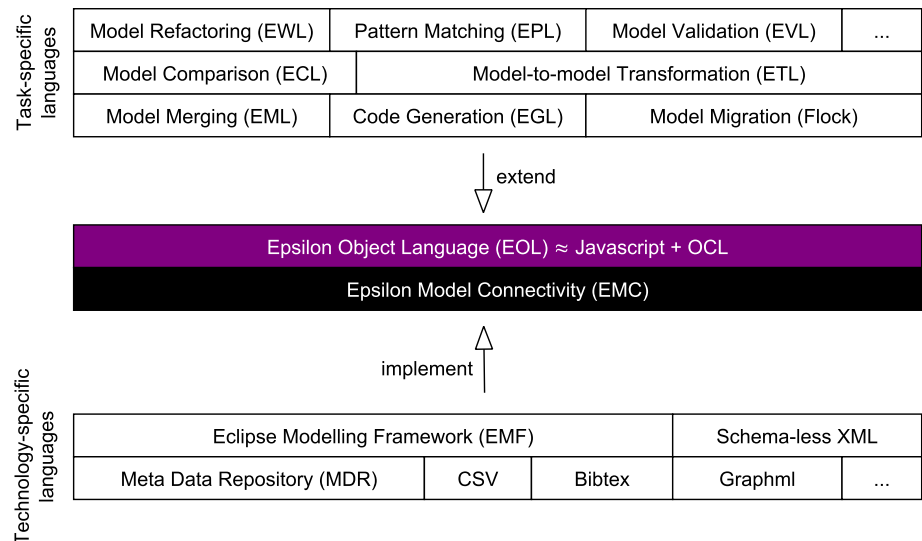 Task-specific
languages
Model Refactoring (EWL)
Pattern Matching (EPL)
Model Validation (EVL)
...
Model Comparison (ECL)
Model-to-model Transformation (ETL)
Model Merging (EML)
Code Generation (EGL)
Model Migration (Flock)
extend
Epsilon Object Language (EOL) ≈ Javascript + OCL
Epsilon Model Connectivity (EMC)
implement
Technology-specific
languages
Eclipse Modelling Framework (EMF)
Schema-less XML
Meta Data Repository (MDR)
CSV
Bibtex
Graphml
...